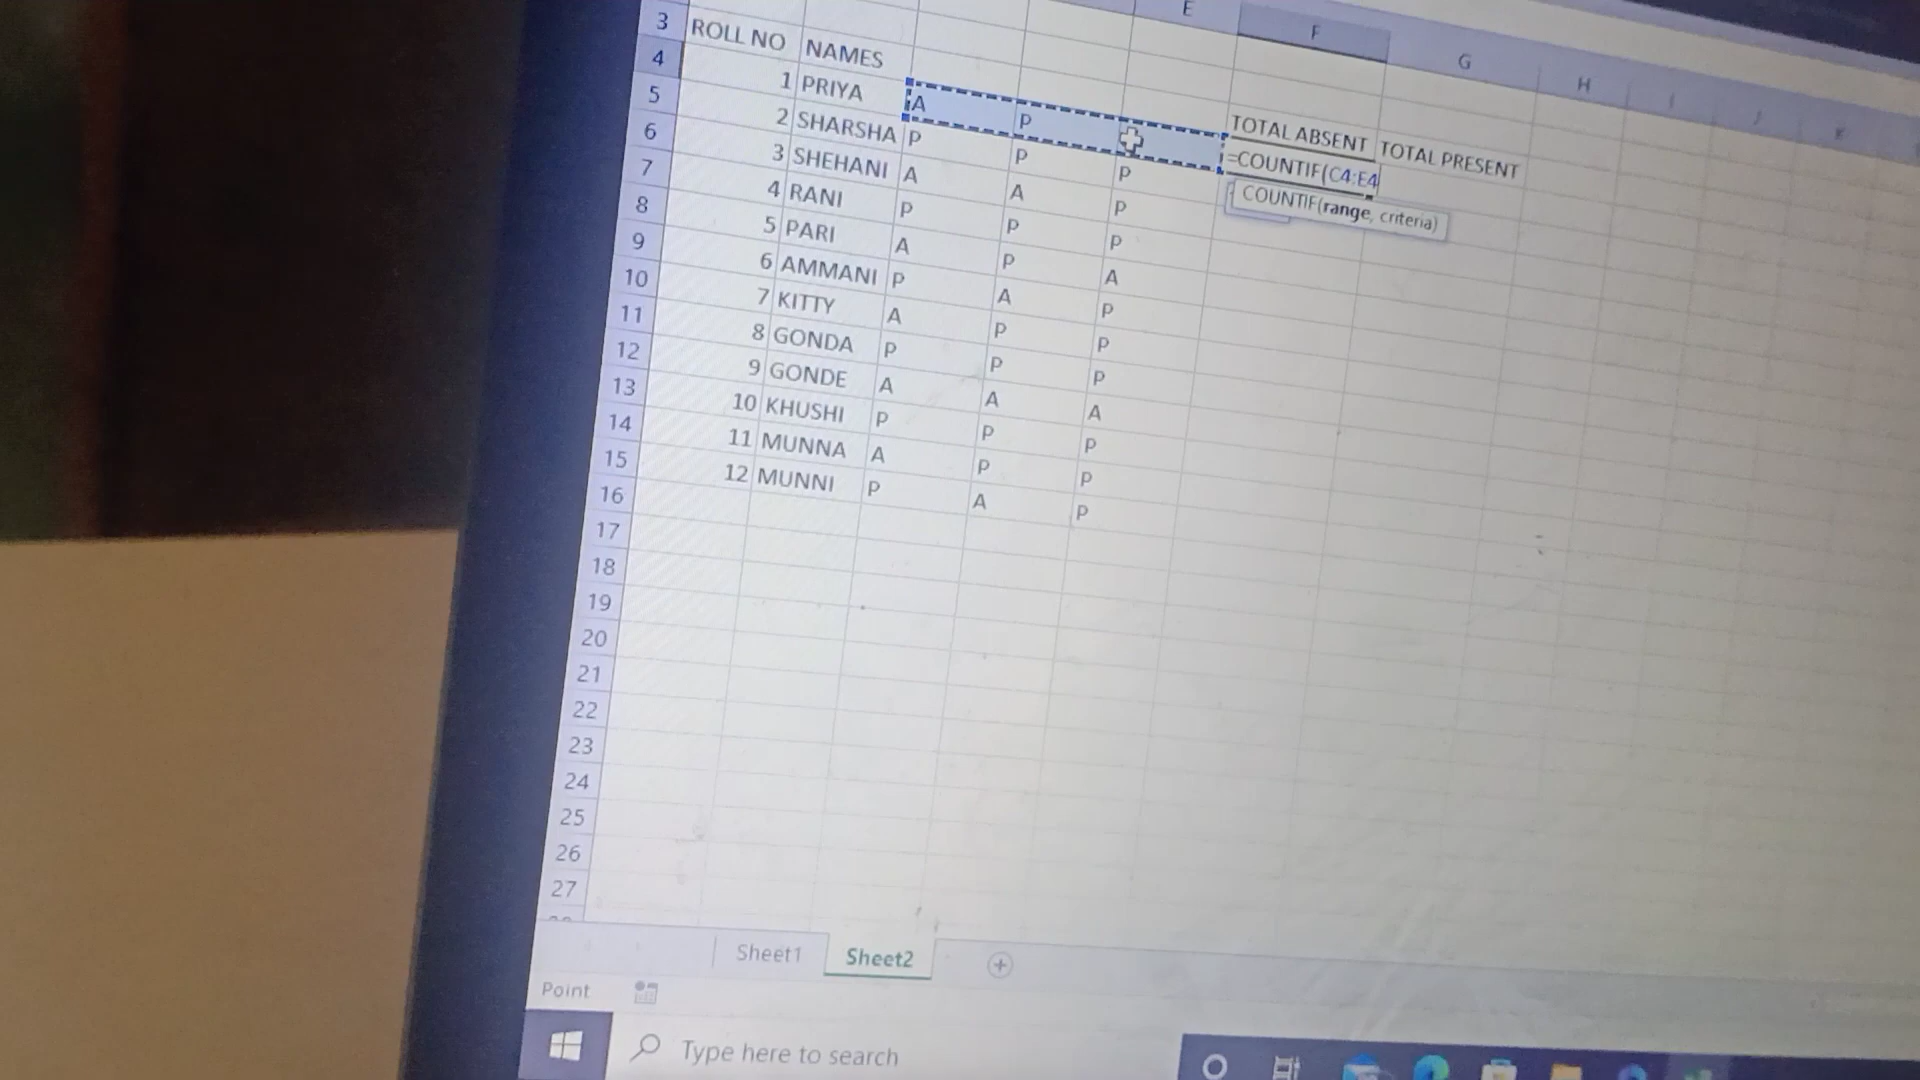 E F G H I J K
3 ROLL NO NAMES TOTAL ABSENT TOTAL PRESENT
4 1 PRIYA A P =COUNTIF(C4:E4
COUNTIF(range, criteria)
5 2 SHARSHA P P P
6 3 SHEHANI A A P
7 4 RANI P P P
8 5 PARI A P A
9 6 AMMANI P A P
10 7 KITTY A P P
11 8 GONDA P P P
12 9 GONDE A A A
13 10 KHUSHI P P P
14 11 MUNNA A P P
15 12 MUNNI P A P
16
17
18
19
20
21
22
23
24
25
26
27
Sheet1 Sheet2
Point
Type here to search